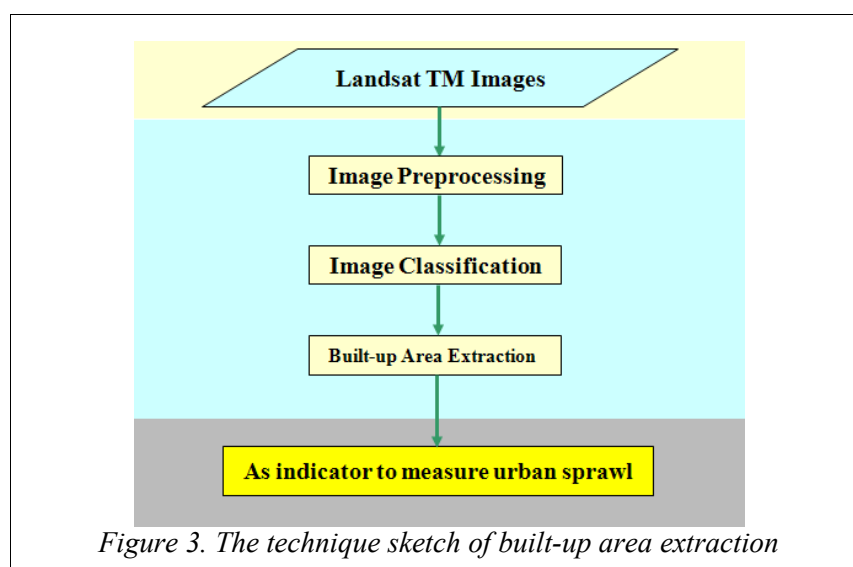 Landsat TM Images
Image Preprocessing
Image Classification
Built-up Area Extraction
As indicator to measure urban sprawl
Figure 3. The technique sketch of built-up area extraction